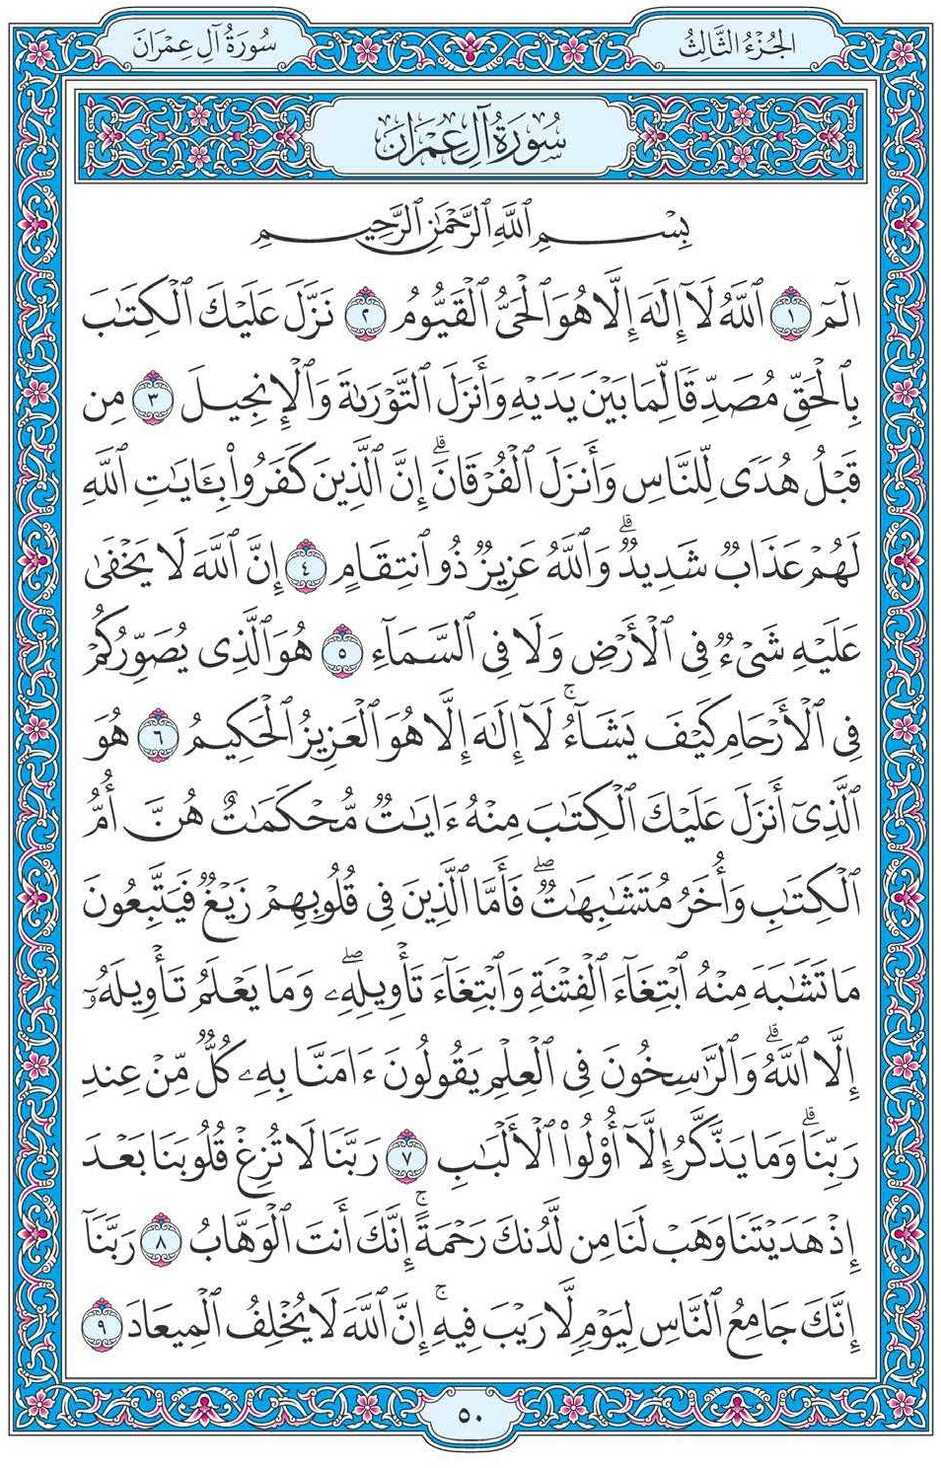 الجُزْءُ الثَّالِثُ
سُورَةُ آلِ عِمْرَانَ
سُورَةُ آلِ عِمْرَانَ
بِسْمِ ٱللَّهِ ٱلرَّحْمَٰنِ ٱلرَّحِيمِ
الٓمٓ ١ ٱللَّهُ لَآ إِلَٰهَ إِلَّا هُوَ ٱلْحَىُّ ٱلْقَيُّومُ ٢ نَزَّلَ عَلَيْكَ ٱلْكِتَٰبَ
بِٱلْحَقِّ مُصَدِّقًا لِّمَا بَيْنَ يَدَيْهِ وَأَنزَلَ ٱلتَّوْرَىٰةَ وَٱلْإِنجِيلَ ٣ مِن
قَبْلُ هُدًى لِّلنَّاسِ وَأَنزَلَ ٱلْفُرْقَانَۗ إِنَّ ٱلَّذِينَ كَفَرُوا۟ بِـَٔايَٰتِ ٱللَّهِ
لَهُمْ عَذَابٌ شَدِيدٌۗ وَٱللَّهُ عَزِيزٌ ذُو ٱنتِقَامٍ ٤ إِنَّ ٱللَّهَ لَا يَخْفَىٰ
عَلَيْهِ شَىْءٌ فِى ٱلْأَرْضِ وَلَا فِى ٱلسَّمَآءِ ٥ هُوَ ٱلَّذِى يُصَوِّرُكُمْ
فِى ٱلْأَرْحَامِ كَيْفَ يَشَآءُۚ لَآ إِلَٰهَ إِلَّا هُوَ ٱلْعَزِيزُ ٱلْحَكِيمُ ٦ هُوَ
ٱلَّذِىٓ أَنزَلَ عَلَيْكَ ٱلْكِتَٰبَ مِنْهُ ءَايَٰتٌ مُّحْكَمَٰتٌ هُنَّ أُمُّ
ٱلْكِتَٰبِ وَأُخَرُ مُتَشَٰبِهَٰتٌۖ فَأَمَّا ٱلَّذِينَ فِى قُلُوبِهِمْ زَيْغٌ فَيَتَّبِعُونَ
مَا تَشَٰبَهَ مِنْهُ ٱبْتِغَآءَ ٱلْفِتْنَةِ وَٱبْتِغَآءَ تَأْوِيلِهِۦۖ وَمَا يَعْلَمُ تَأْوِيلَهُۥٓ
إِلَّا ٱللَّهُۗ وَٱلرَّٰسِخُونَ فِى ٱلْعِلْمِ يَقُولُونَ ءَامَنَّا بِهِۦ كُلٌّ مِّنْ عِندِ
رَبِّنَاۗ وَمَا يَذَّكَّرُ إِلَّآ أُو۟لُوا۟ ٱلْأَلْبَٰبِ ٧ رَبَّنَا لَا تُزِغْ قُلُوبَنَا بَعْدَ
إِذْ هَدَيْتَنَا وَهَبْ لَنَا مِن لَّدُنكَ رَحْمَةًۚ إِنَّكَ أَنتَ ٱلْوَهَّابُ ٨ رَبَّنَآ
إِنَّكَ جَامِعُ ٱلنَّاسِ لِيَوْمٍ لَّا رَيْبَ فِيهِۚ إِنَّ ٱللَّهَ لَا يُخْلِفُ ٱلْمِيعَادَ ٩
٥٠